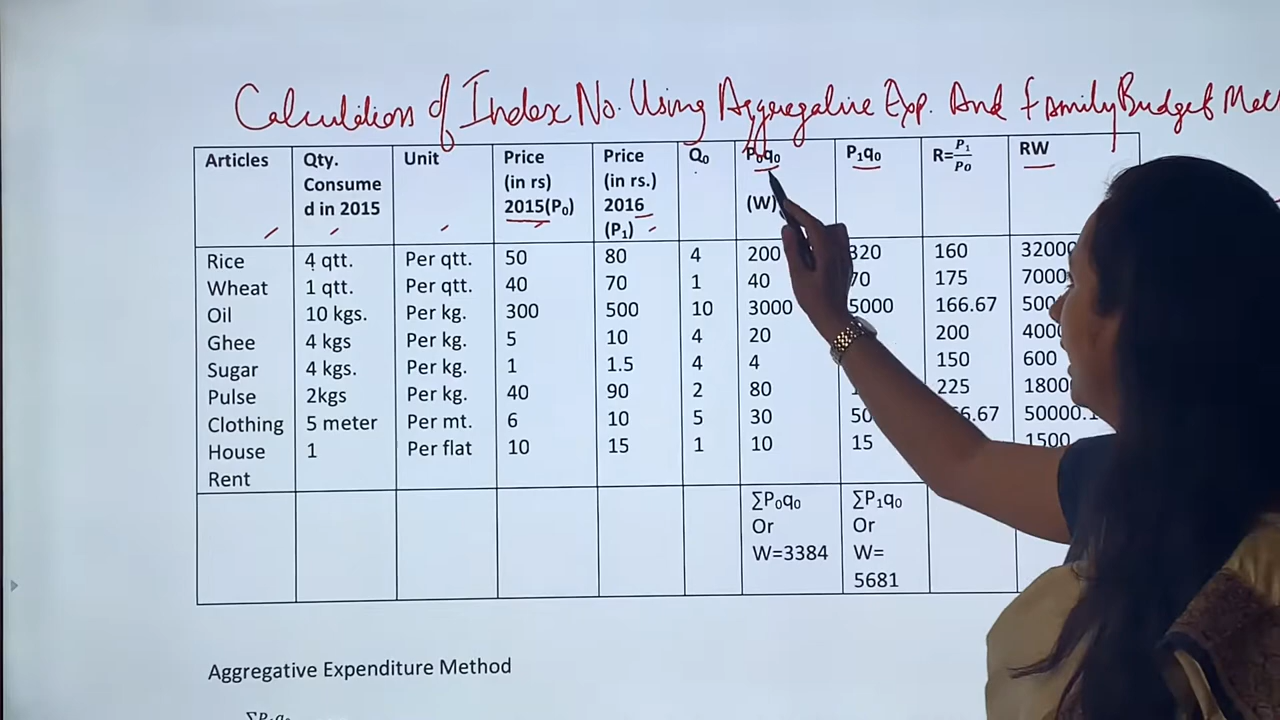 Calculations of Index No. Using Aggregative Exp. And Family Budget
Articles | Qty. Consume d in 2015 | Unit | Price (in rs) 2015(P₀) | Price (in rs.) 2016 (P₁) | Q₀ | P₀q₀ (W) | P₁q₀ | R=P₁/Po | RW
Rice | 4 qtt. | Per qtt. | 50 | 80 | 4 | 200 | 320 | 160 | 32000
Wheat | 1 qtt. | Per qtt. | 40 | 70 | 1 | 40 | 70 | 175 | 7000
Oil | 10 kgs. | Per kg. | 300 | 500 | 10 | 3000 | 5000 | 166.67
Ghee | 4 kgs | Per kg. | 5 | 10 | 4 | 20 | 200
Sugar | 4 kgs. | Per kg. | 1 | 1.5 | 4 | 4 | 150 | 600
Pulse | 2kgs | Per kg. | 40 | 90 | 2 | 80 | 225
Clothing | 5 meter | Per mt. | 6 | 10 | 5 | 30 | 50
House Rent | 1 | Per flat | 10 | 15 | 1 | 10 | 15 | 1500
∑P₀q₀ Or W=3384 | ∑P₁q₀ Or W= 5681
Aggregative Expenditure Method